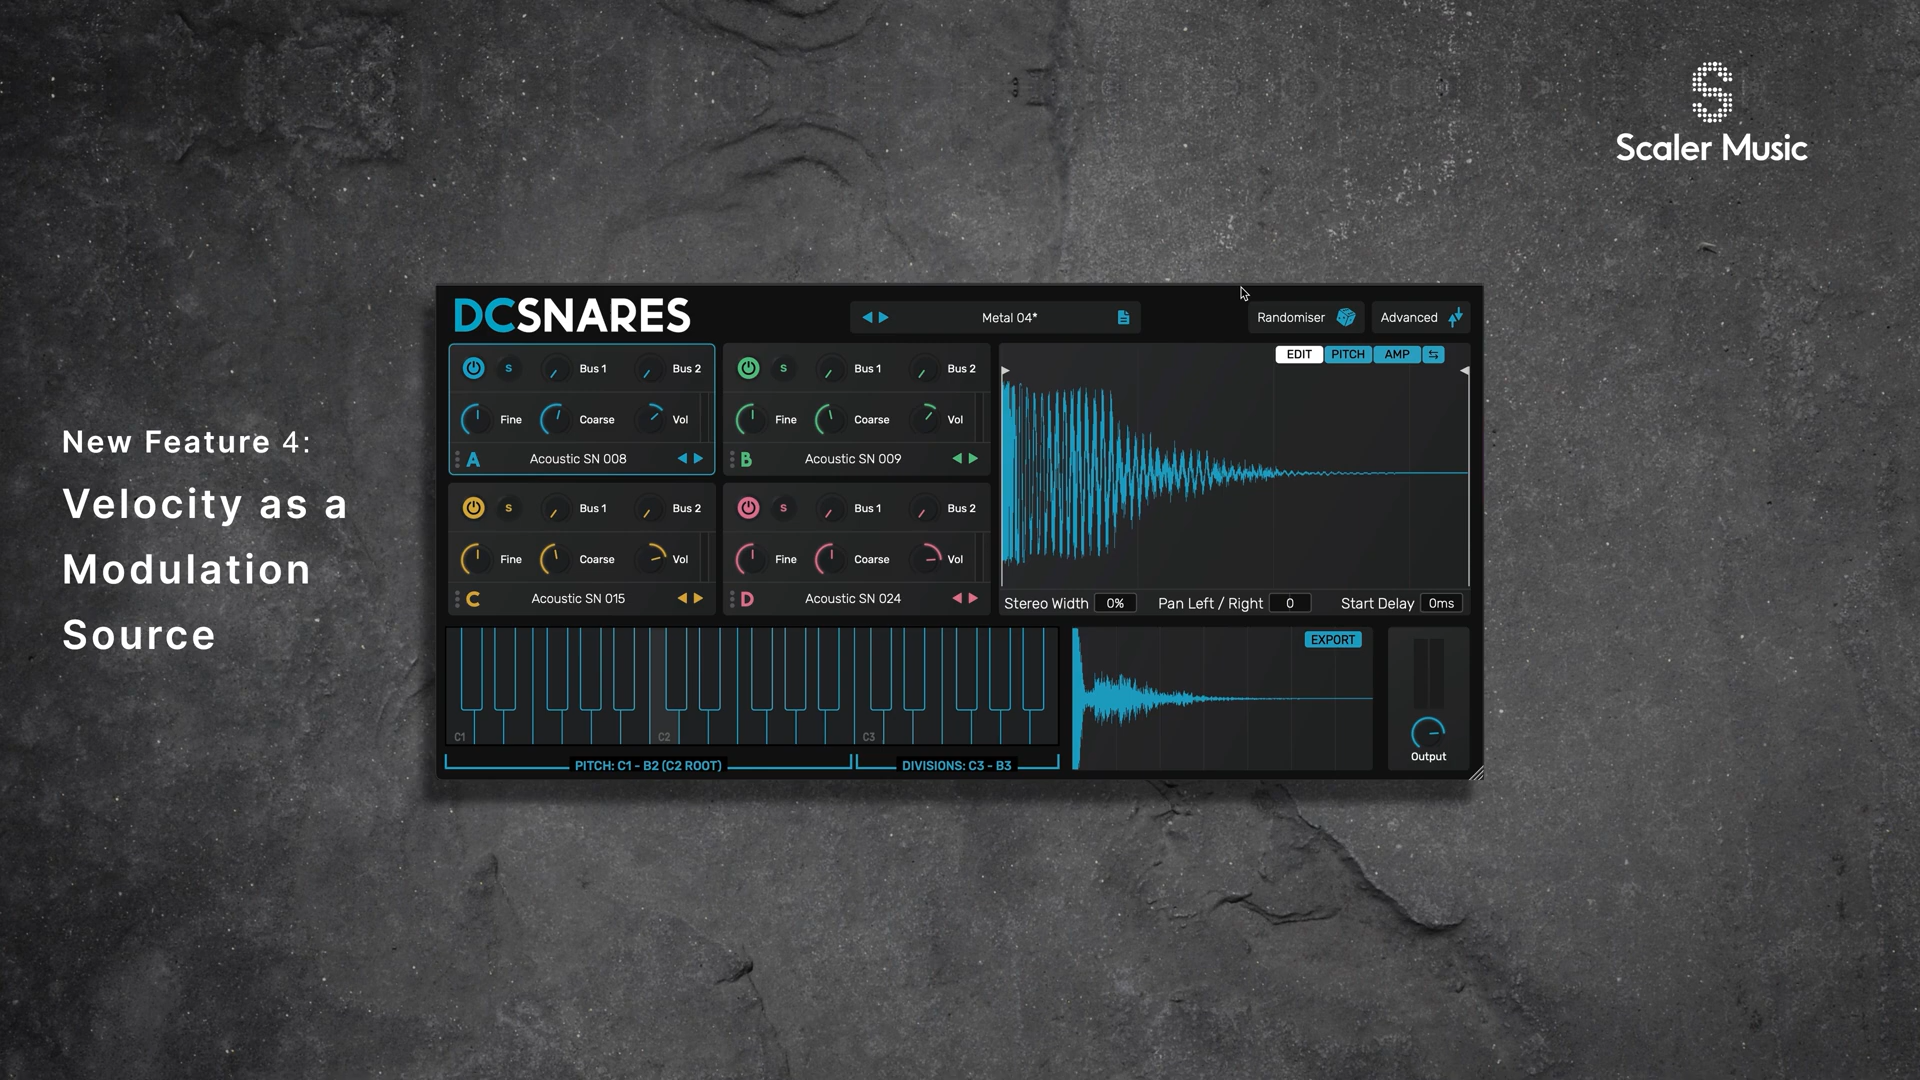 Scaler Music
New Feature 4:
Velocity as a
Modulation
Source
DCSNARES
Metal 04*
Randomiser
Advanced
S Bus 1 Bus 2
Fine Coarse Vol
A Acoustic SN 008
S Bus 1 Bus 2
Fine Coarse Vol
B Acoustic SN 009
S Bus 1 Bus 2
Fine Coarse Vol
C Acoustic SN 015
S Bus 1 Bus 2
Fine Coarse Vol
D Acoustic SN 024
EDIT PITCH AMP
Stereo Width 0% Pan Left / Right 0 Start Delay 0ms
C1 C2 C3
PITCH: C1 - B2 (C2 ROOT) DIVISIONS: C3 - B3
EXPORT
Output